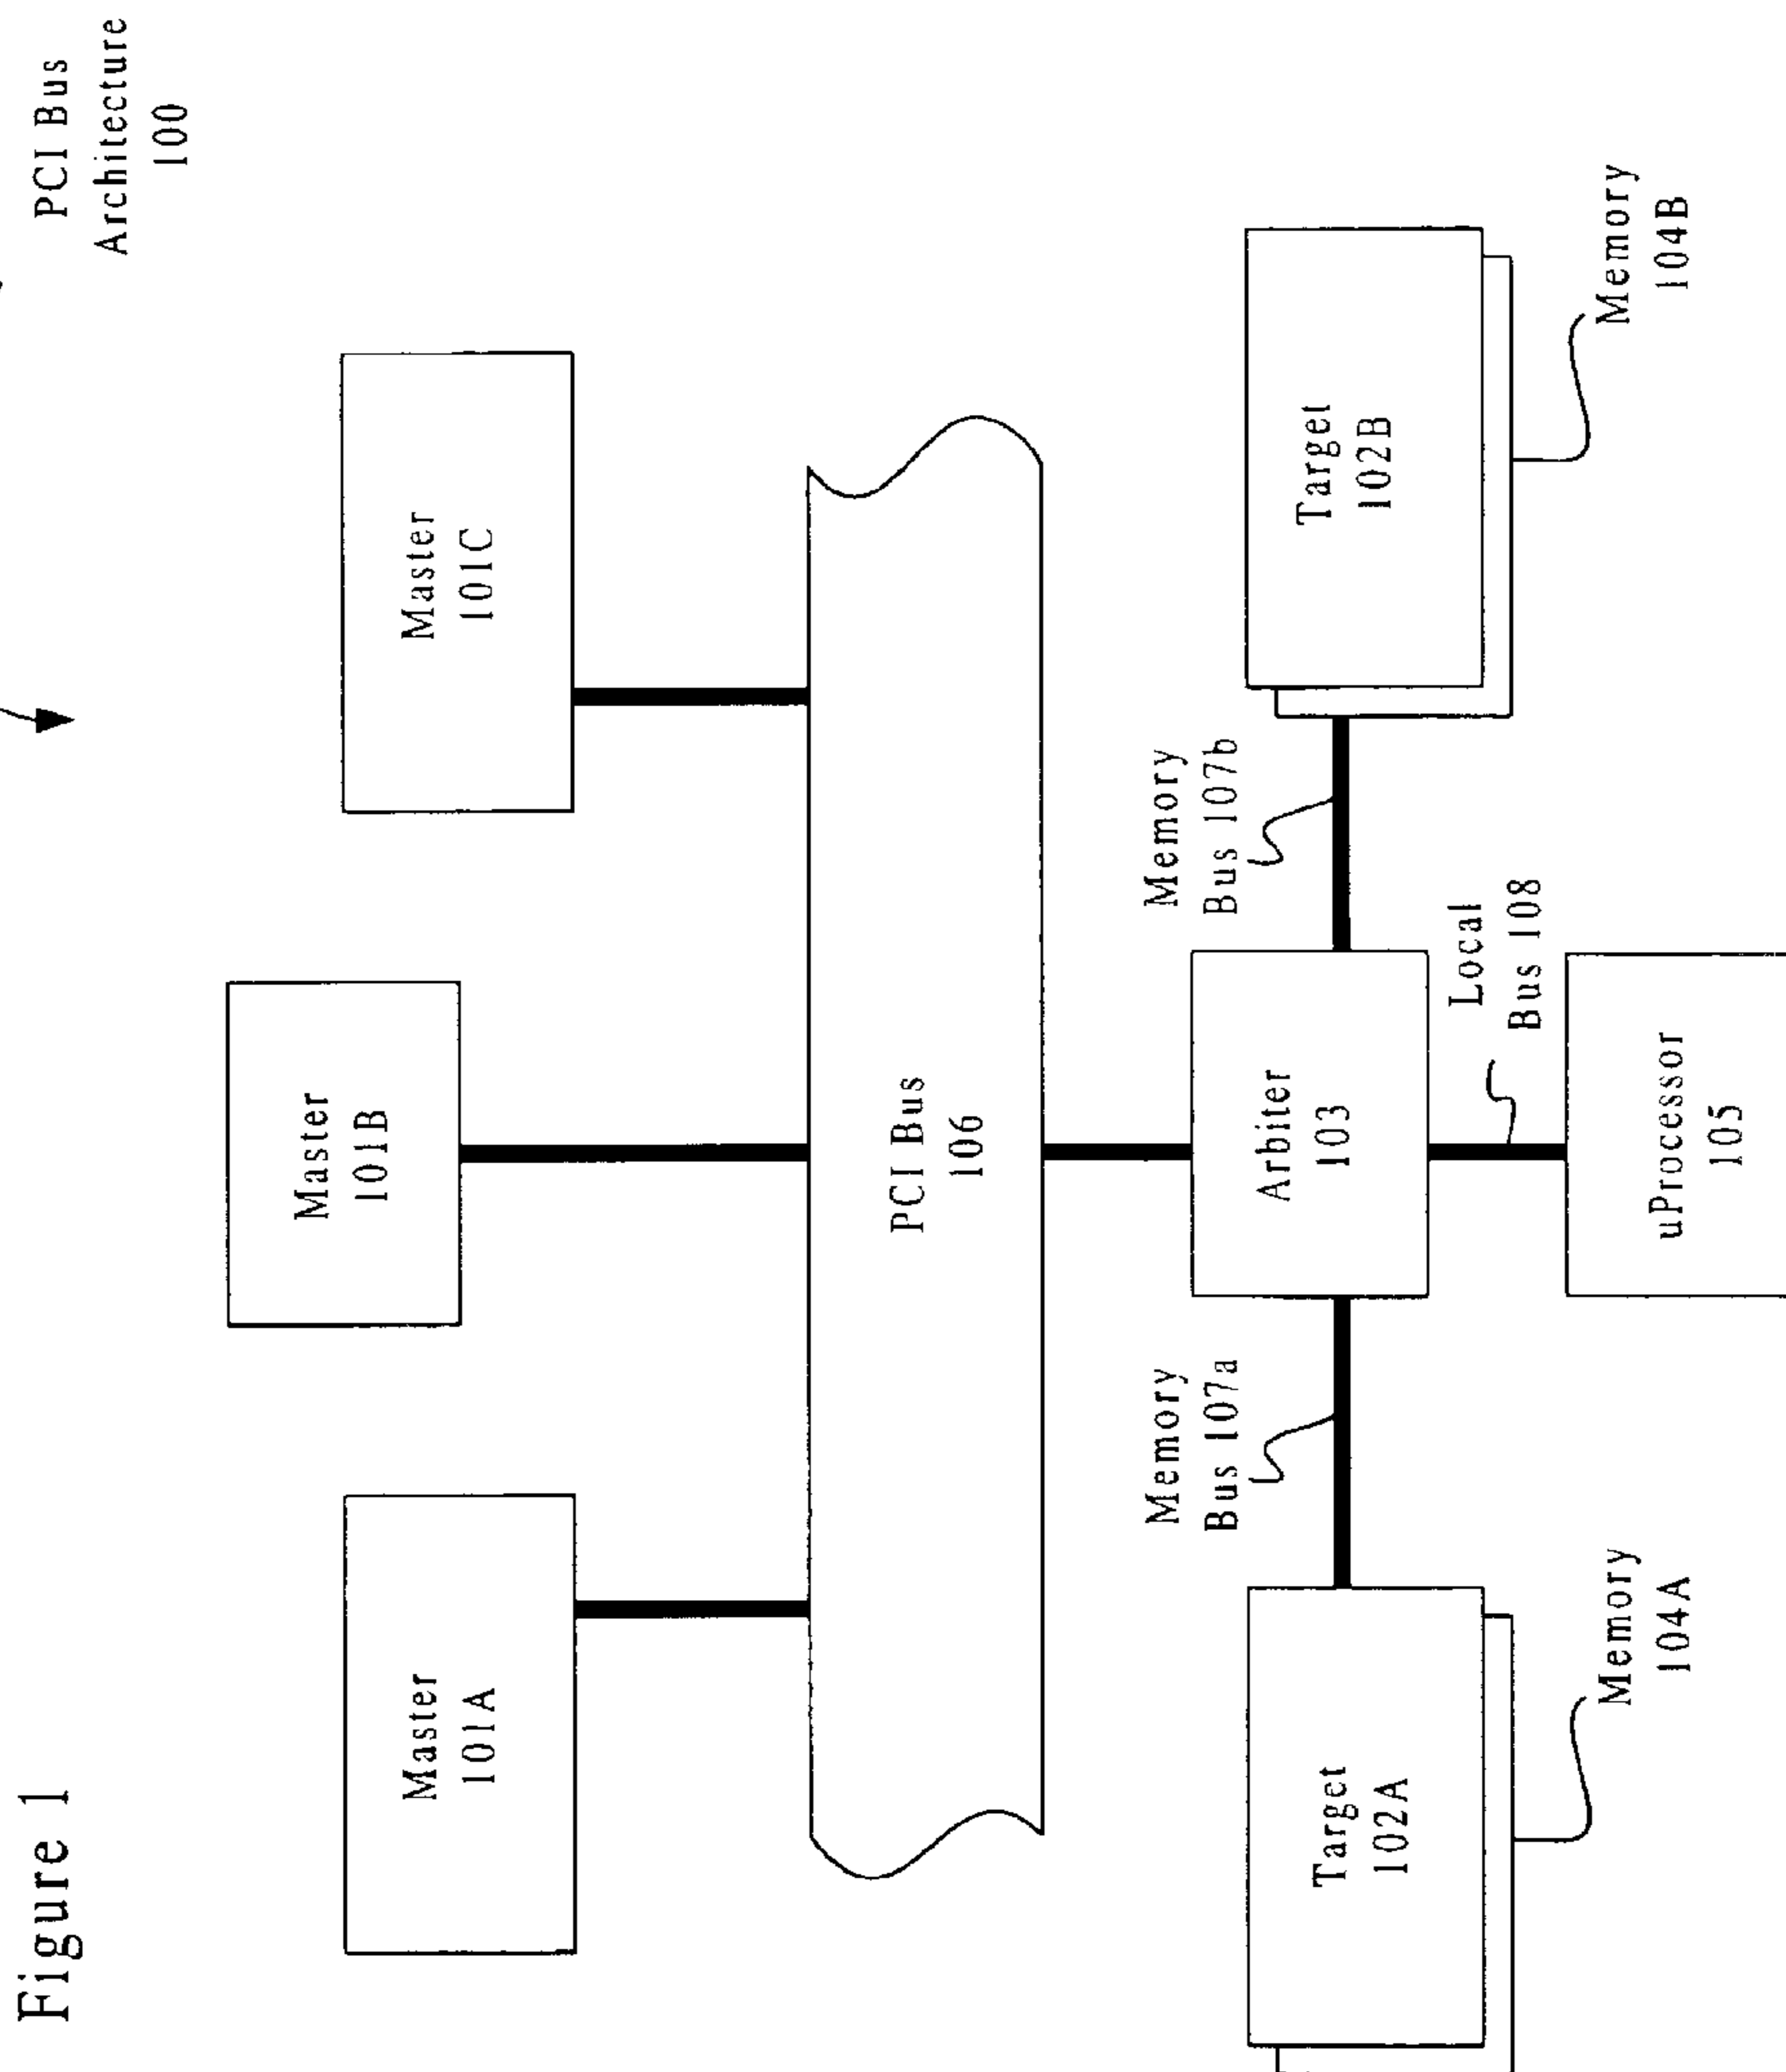 Figure 1
PCI Bus
Architecture
100
Master
101A
Master
101B
Master
101C
PCI Bus
106
Memory
Bus 107a
Memory
Bus 107b
Target
102A
Arbiter
103
Target
102B
Local
Bus 108
Memory
104A
uProcessor
105
Memory
104B